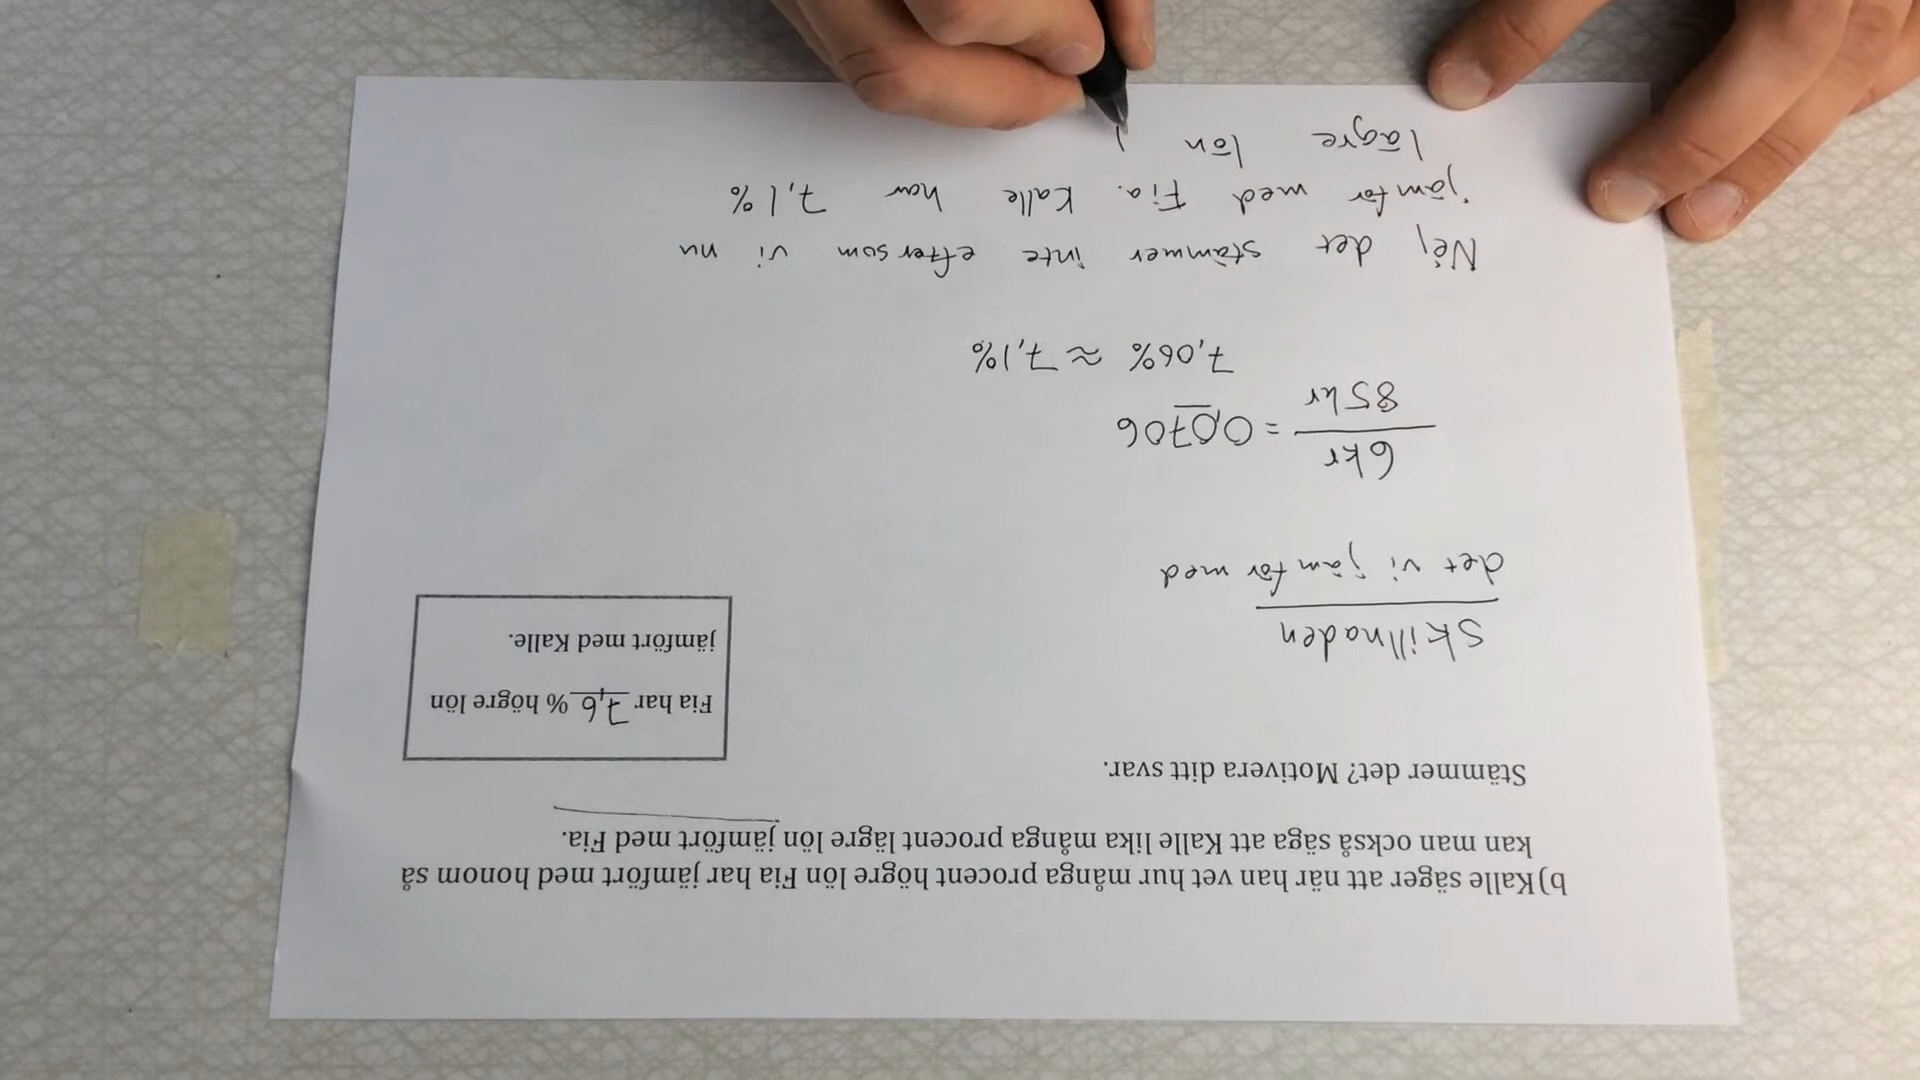 b) Kalle säger att när han vet hur många procent högre lön Fia har jämfört med honom så
kan man också säga att Kalle lika många procent lägre lön jämfört med Fia.
Stämmer det? Motivera ditt svar.
Fia har 7,6 % högre lön
jämfört med Kalle.
Skillnaden
det vi jämför med
6 kr
85 kr
= 0,0706
7,06% ≈ 7,1%
Nej det stämmer inte eftersom vi nu
jämför med Fia. Kalle har 7,1%
lägre lön